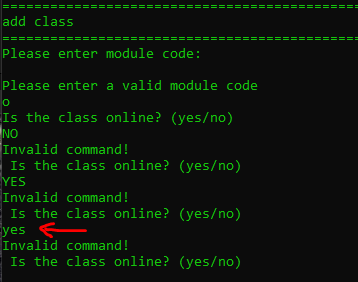 add class
Please enter module code:
Please enter a valid module code
o
Is the class online? (yes/no)
NO
Invalid command!
Is the class online? (yes/no)
YES
Invalid command!
Is the class online? (yes/no)
yes
Invalid command!
Is the class online? (yes/no)